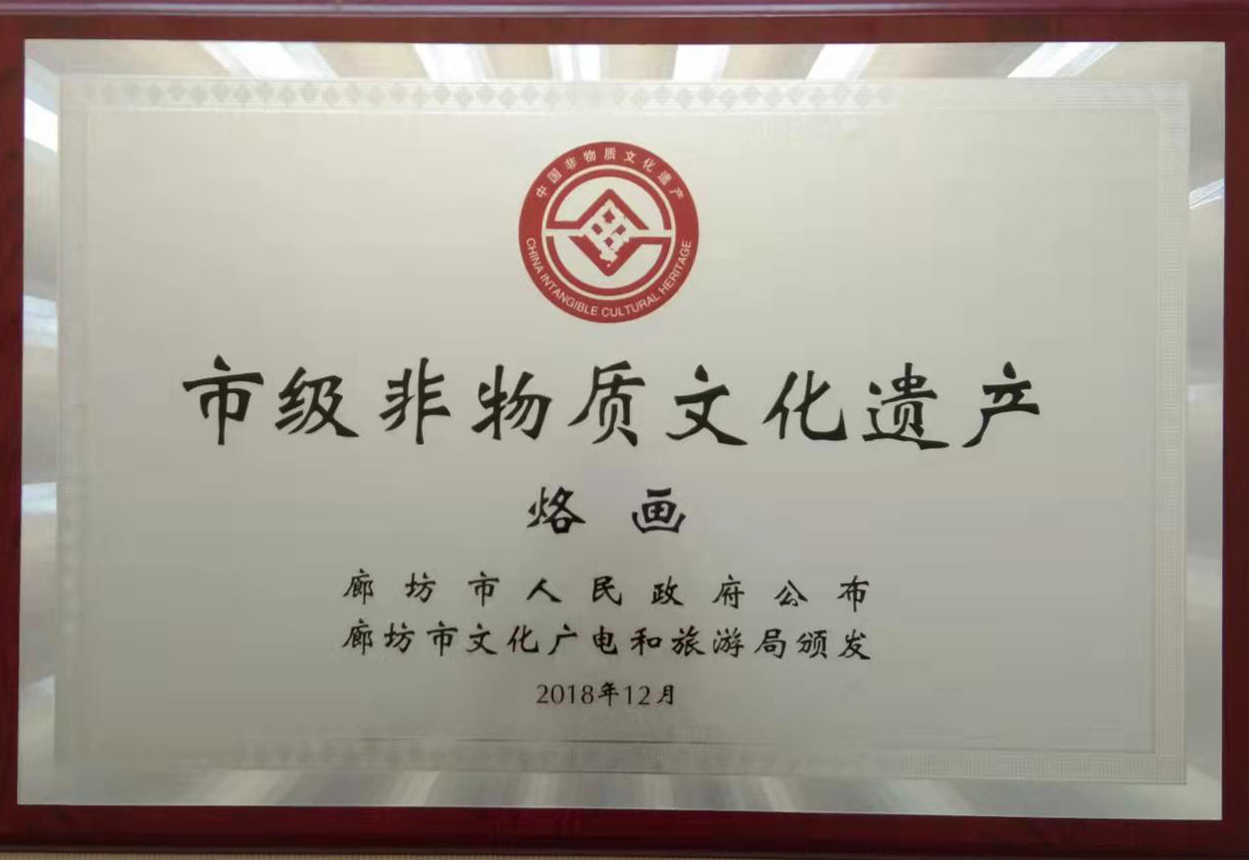 中国非物质文化遗产
CHINA INTANGIBLE CULTURAL HERITAGE
市级非物质文化遗产
烙画
廊坊市人民政府公布
廊坊市文化广电和旅游局颁发
2018年12月